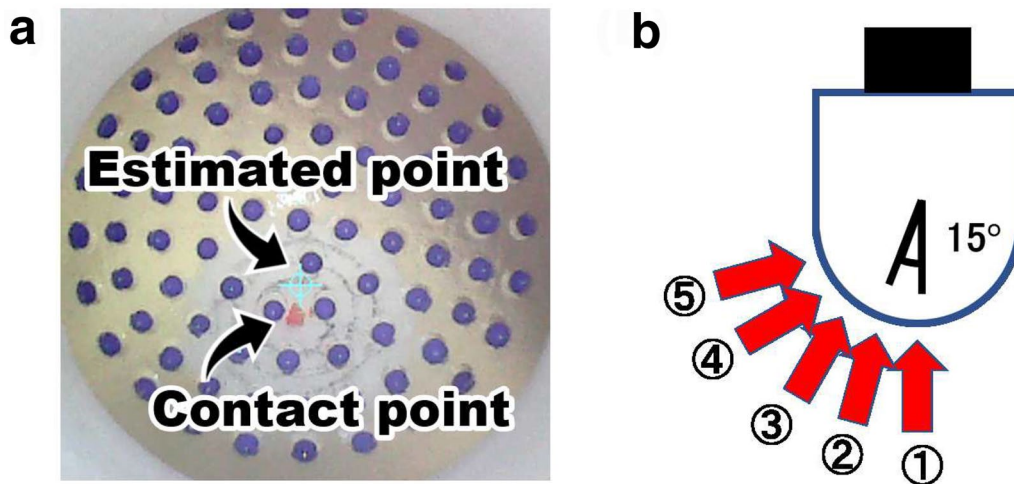 a
Estimated point
Contact point
b
15°
⑤
④
③
②
①